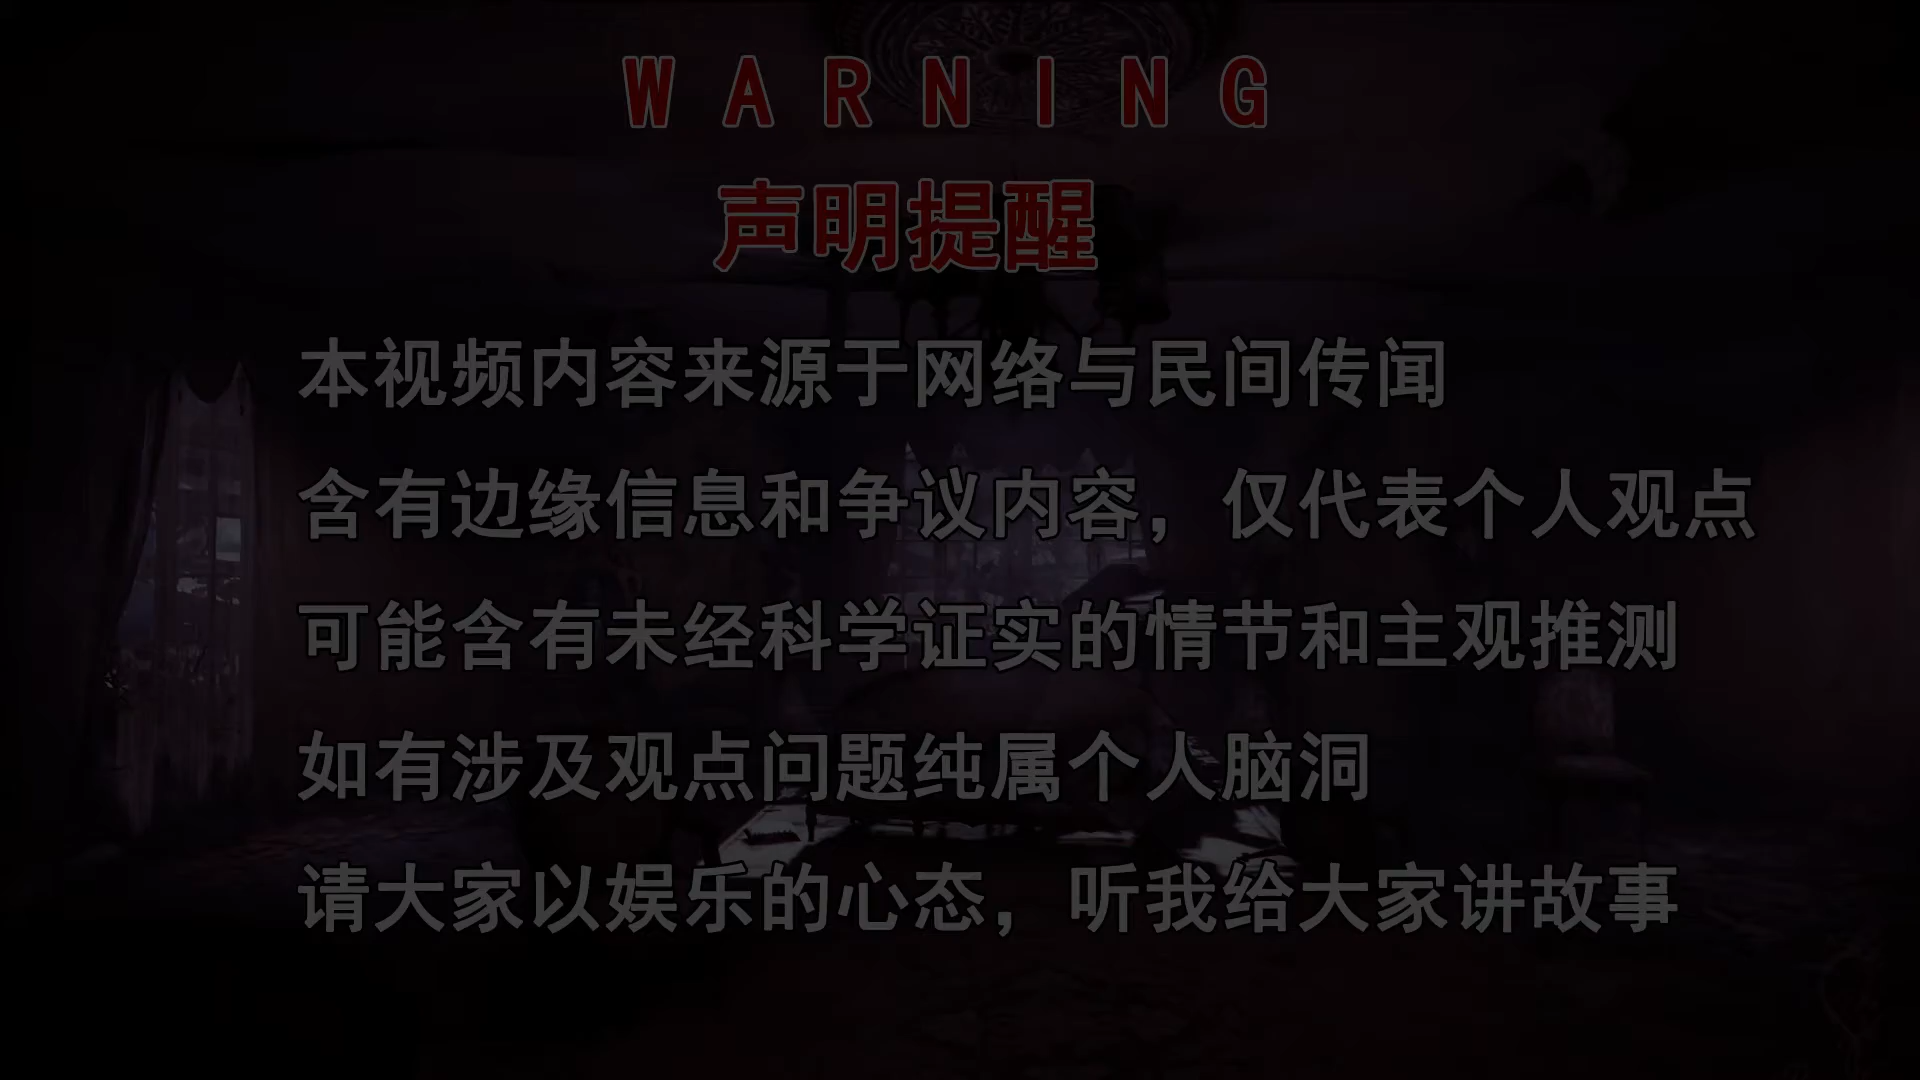 WARNING
声明提醒
本视频内容来源于网络与民间传闻
含有边缘信息和争议内容，仅代表个人观点
可能含有未经科学证实的情节和主观推测
如有涉及观点问题纯属个人脑洞
请大家以娱乐的心态，听我给大家讲故事